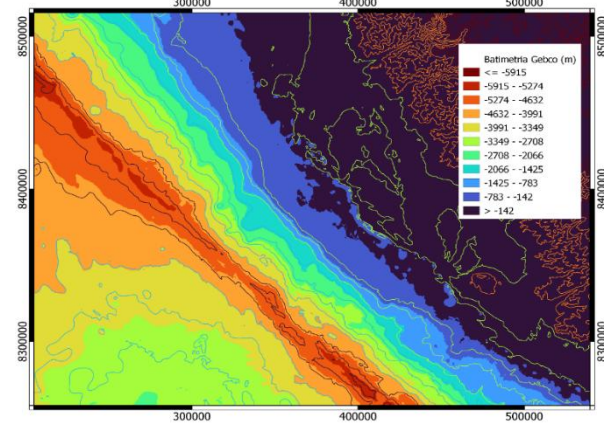 300000 400000 500000
8500000
8400000
8300000
Batimetria Gebco (m)
<= -5915
-5915 - -5274
-5274 - -4632
-4632 - -3991
-3991 - -3349
-3349 - -2708
-2708 - -2066
-2066 - -1425
-1425 - -783
-783 - -142
> -142
8500000
8400000
8300000
300000 400000 500000